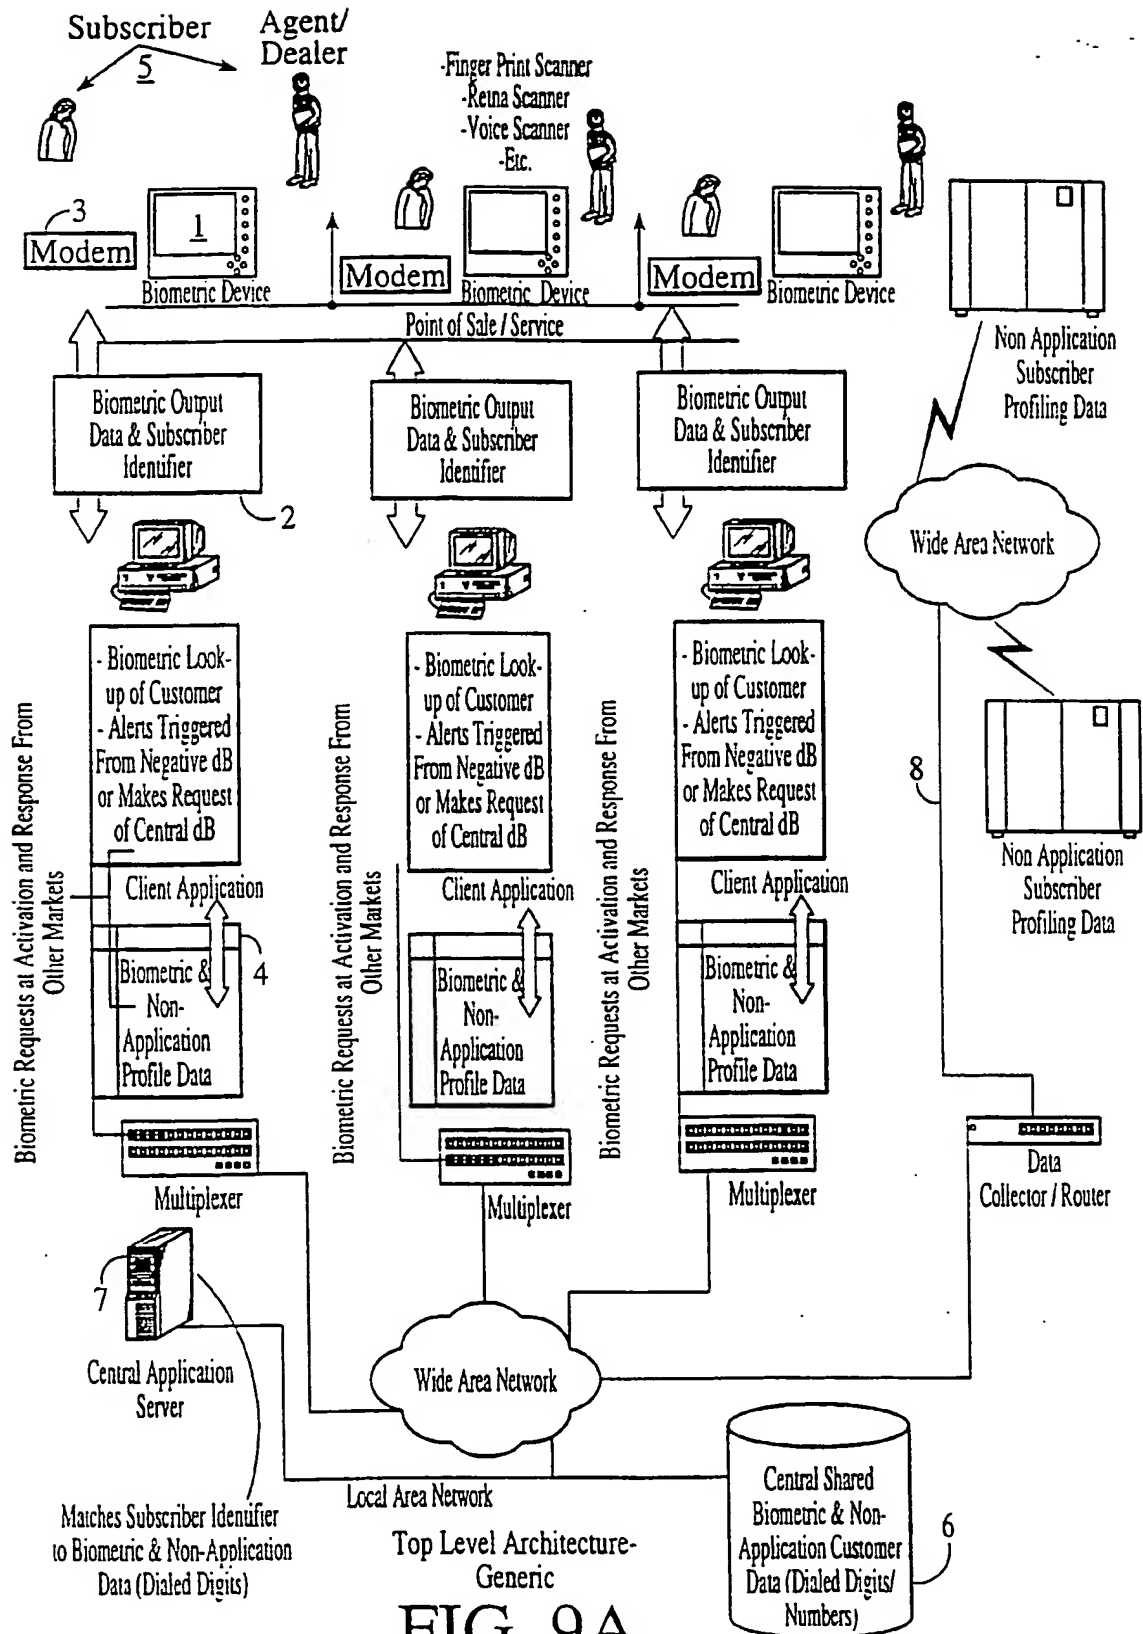 Subscriber
5
Agent/
Dealer
-Finger Print Scanner
-Retna Scanner
-Voice Scanner
-Etc.
3
Modem
1
Biometric Device
Modem
Biometric Device
Modem
Biometric Device
Point of Sale / Service
Non Application
Subscriber
Profiling Data
Biometric Output
Data & Subscriber
Identifier
2
Biometric Output
Data & Subscriber
Identifier
Biometric Output
Data & Subscriber
Identifier
Wide Area Network
Biometric Requests at Activation and Response From
Other Markets
- Biometric Look-
up of Customer
- Alerts Triggered
From Negative dB
or Makes Request
of Central dB
Client Application
4
Biometric &
Non-
Application
Profile Data
Multiplexer
Biometric Requests at Activation and Response From
Other Markets
- Biometric Look-
up of Customer
- Alerts Triggered
From Negative dB
or Makes Request
of Central dB
Client Application
Biometric &
Non-
Application
Profile Data
Multiplexer
Biometric Requests at Activation and Response From
Other Markets
- Biometric Look-
up of Customer
- Alerts Triggered
From Negative dB
or Makes Request
of Central dB
Client Application
Biometric &
Non-
Application
Profile Data
Multiplexer
8
Non Application
Subscriber
Profiling Data
Data
Collector / Router
7
Central Application
Server
Wide Area Network
Local Area Network
Matches Subscriber Identifier
to Biometric & Non-Application
Data (Dialed Digits)
Central Shared
Biometric & Non-
Application Customer
Data (Dialed Digits/
Numbers)
6
Top Level Architecture-
Generic
FIG. 9A